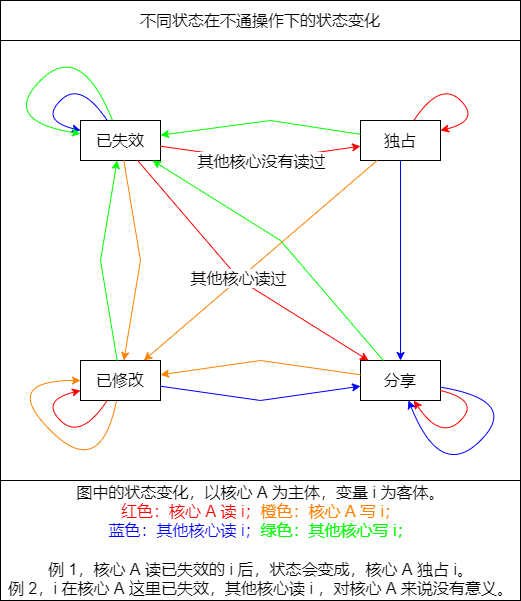 不同状态在不通操作下的状态变化
已失效
独占
其他核心没有读过
其他核心读过
已修改
分享
图中的状态变化，以核心 A 为主体，变量 i 为客体。
红色：核心 A 读 i；橙色：核心 A 写 i；
蓝色：其他核心读 i；绿色：其他核心写 i；
例 1，核心 A 读已失效的 i 后，状态会变成，核心 A 独占 i。
例 2，i 在核心 A 这里已失效，其他核心读 i ，对核心 A 来说没有意义。